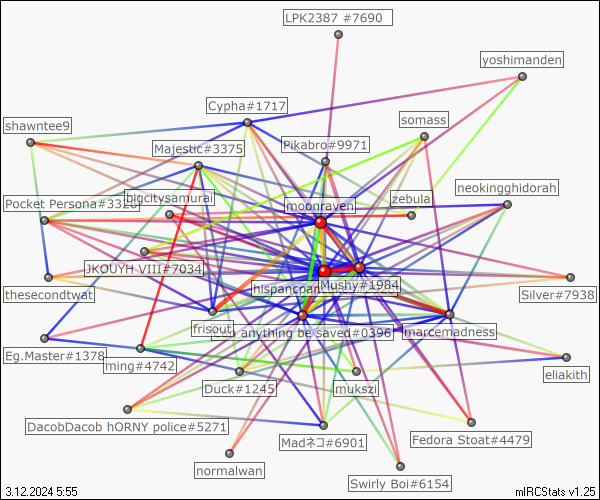 LPK2387 #7690
yoshimanden
Cypha#1717
somass
shawntee9
Majestic#3375
Pikabro#9971
neokingghidorah
bigcitysamurai
zebula
moonraven
Pocket Persona#3326
JKOUYH VIII#7034
hispancpan
Mushy#1984
thesecondtwat
Silver#7938
frisout
anything be saved#0396
marcemadness
Eg.Master#1378
ming#4742
eliakith
Duck#1245
mukszi
DacobDacob hORNY police#5271
Madネコ#6901
Fedora Stoat#4479
normalwan
Swirly Boi#6154
3.12.2024 5:55
mIRCStats v1.25